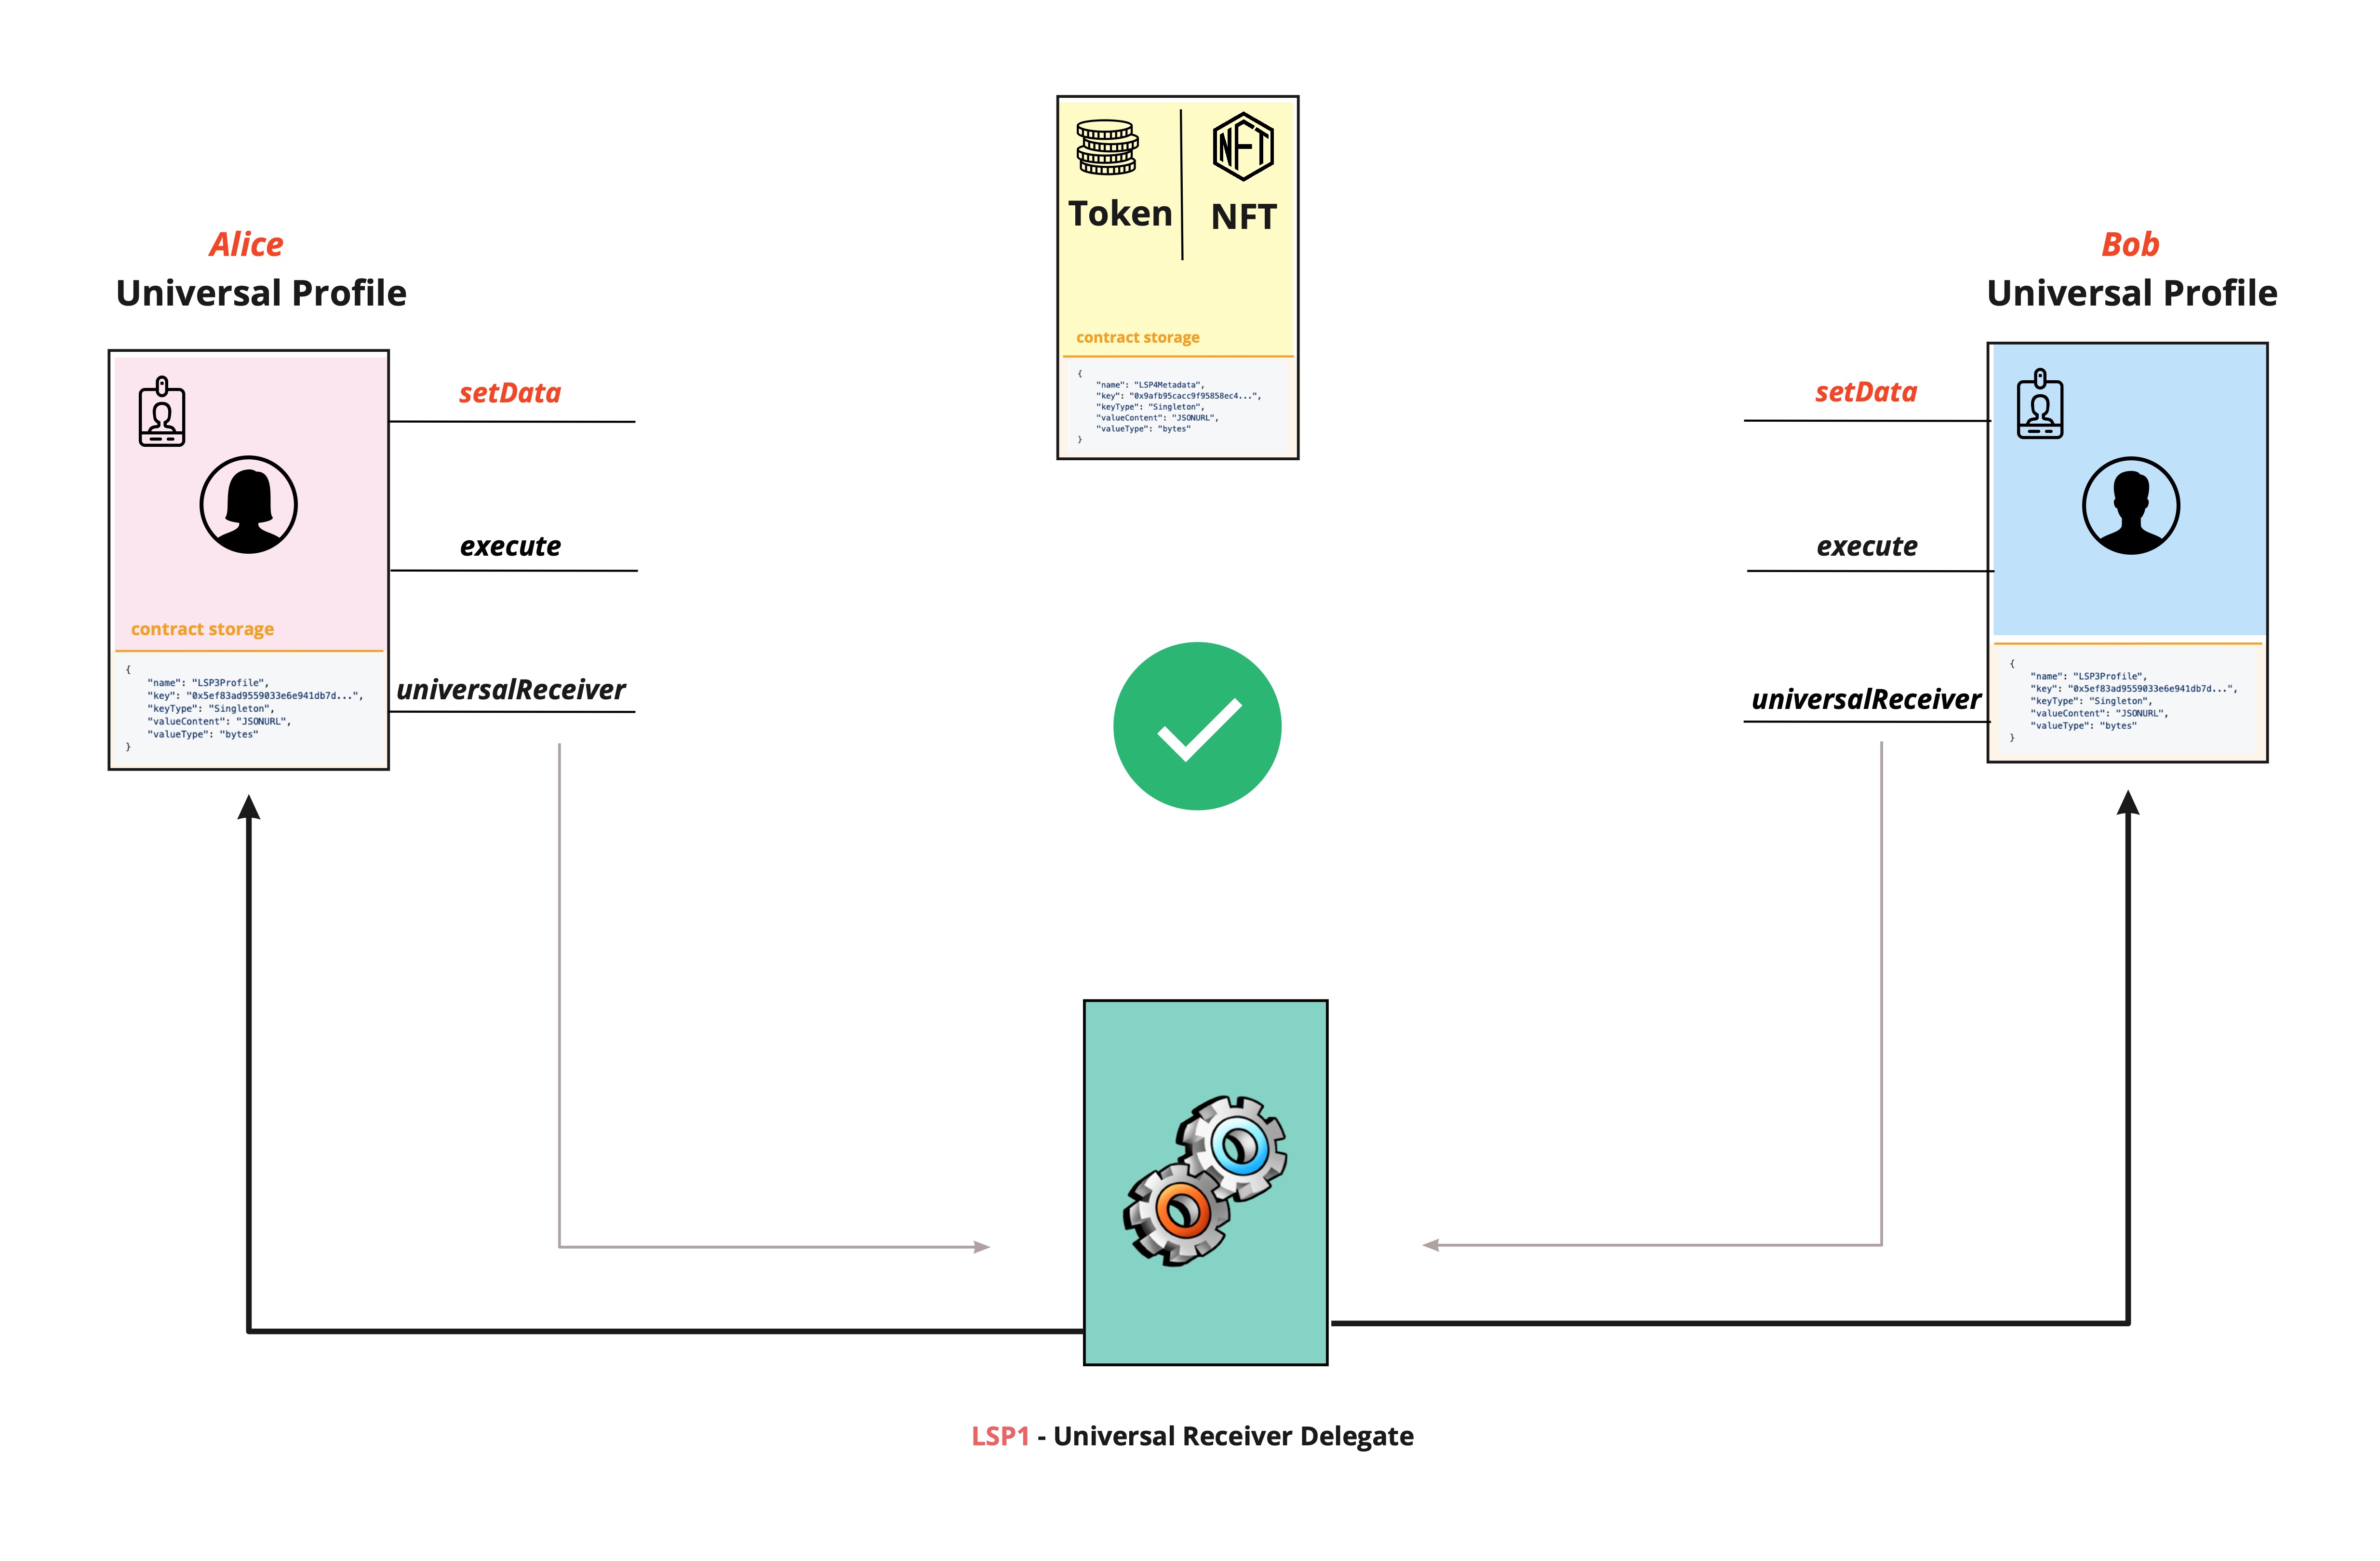 NFT
Token
NFT
contract storage
{
"name": "LSP4Metadata",
"key": "0x9afb95cacc9f95858ec4...",
"keyType": "Singleton",
"valueContent": "JSONURL",
"valueType": "bytes"
}
Alice
Universal Profile
contract storage
{
"name": "LSP3Profile",
"key": "0x5ef83ad9559033e6e941db7d...",
"keyType": "Singleton",
"valueContent": "JSONURL",
"valueType": "bytes"
}
setData
execute
universalReceiver
Bob
Universal Profile
setData
execute
universalReceiver
{
"name": "LSP3Profile",
"key": "0x5ef83ad9559033e6e941db7d...",
"keyType": "Singleton",
"valueContent": "JSONURL",
"valueType": "bytes"
}
LSP1 - Universal Receiver Delegate